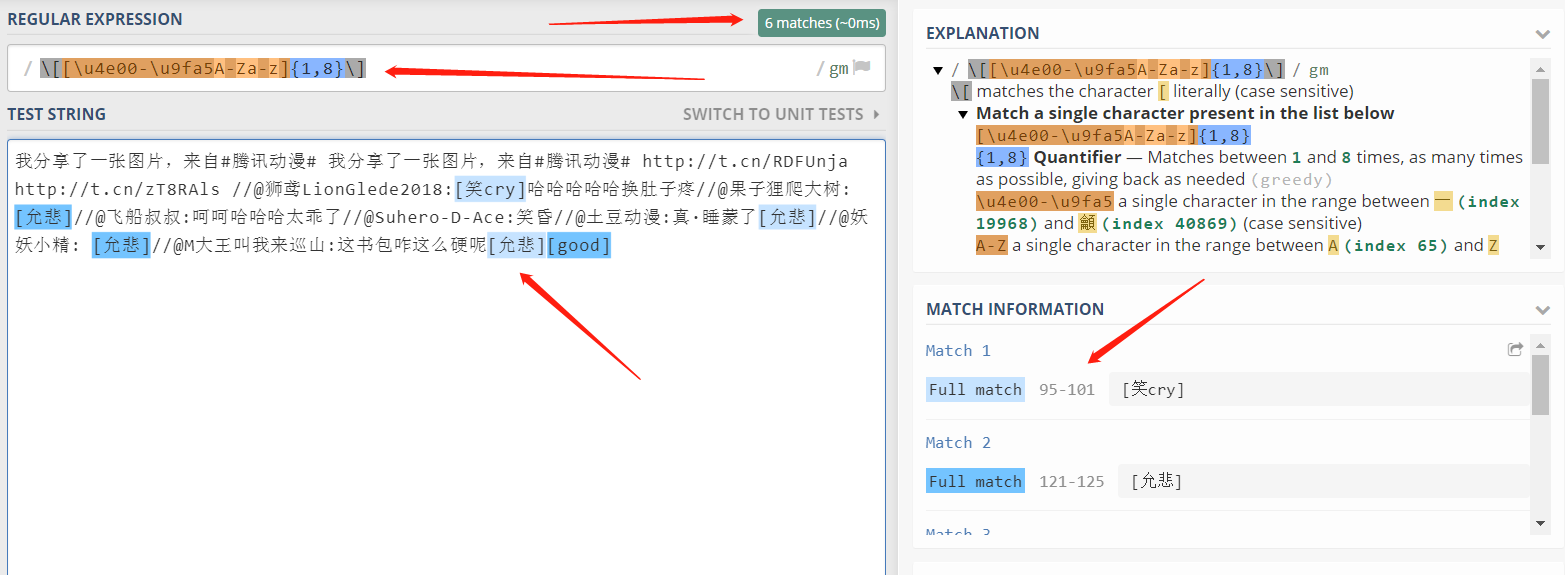 REGULAR EXPRESSION
6 matches (~0ms)
/ \[[\u4e00-\u9fa5A-Za-z]{1,8}\] / gm
TEST STRING
SWITCH TO UNIT TESTS
我分享了一张图片，来自#腾讯动漫# 我分享了一张图片，来自#腾讯动漫# http://t.cn/RDFUnja
http://t.cn/zT8RAls //@狮鸢LionGlede2018:[笑cry]哈哈哈哈哈换肚子疼//@果子狸爬大树:
[允悲]//@飞船叔叔:呵呵哈哈哈太乖了//@Suhero-D-Ace:笑昏//@土豆动漫:真·睡蒙了[允悲]//@妖
妖小精: [允悲]//@M大王叫我来巡山:这书包咋这么硬呢[允悲][good]
EXPLANATION
/ \[[\u4e00-\u9fa5A-Za-z]{1,8}\] / gm
\[ matches the character [ literally (case sensitive)
Match a single character present in the list below
[\u4e00-\u9fa5A-Za-z]{1,8}
{1,8} Quantifier — Matches between 1 and 8 times, as many times
as possible, giving back as needed (greedy)
\u4e00-\u9fa5 a single character in the range between 一 (index
19968) and 龥 (index 40869) (case sensitive)
A-Z a single character in the range between A (index 65) and Z
MATCH INFORMATION
Match 1
Full match 95-101 [笑cry]
Match 2
Full match 121-125 [允悲]
Match 3